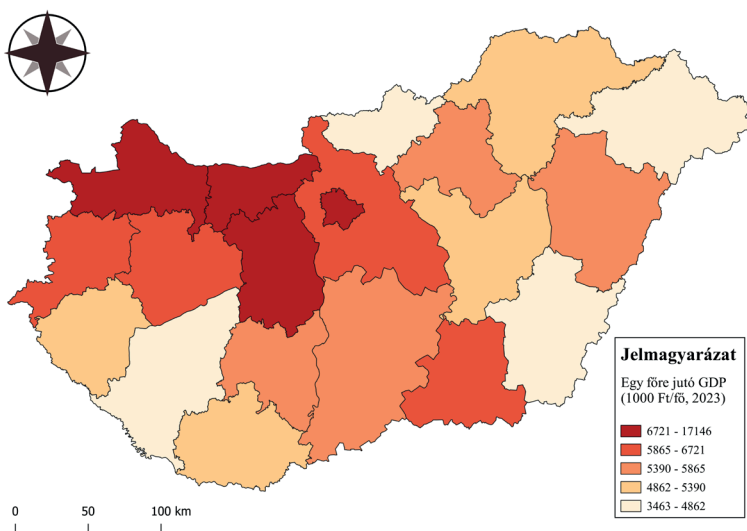 Jelmagyarázat
Egy főre jutó GDP
(1000 Ft/fő, 2023)
6721 - 17146
5865 - 6721
5390 - 5865
4862 - 5390
3463 - 4862
0 50 100 km